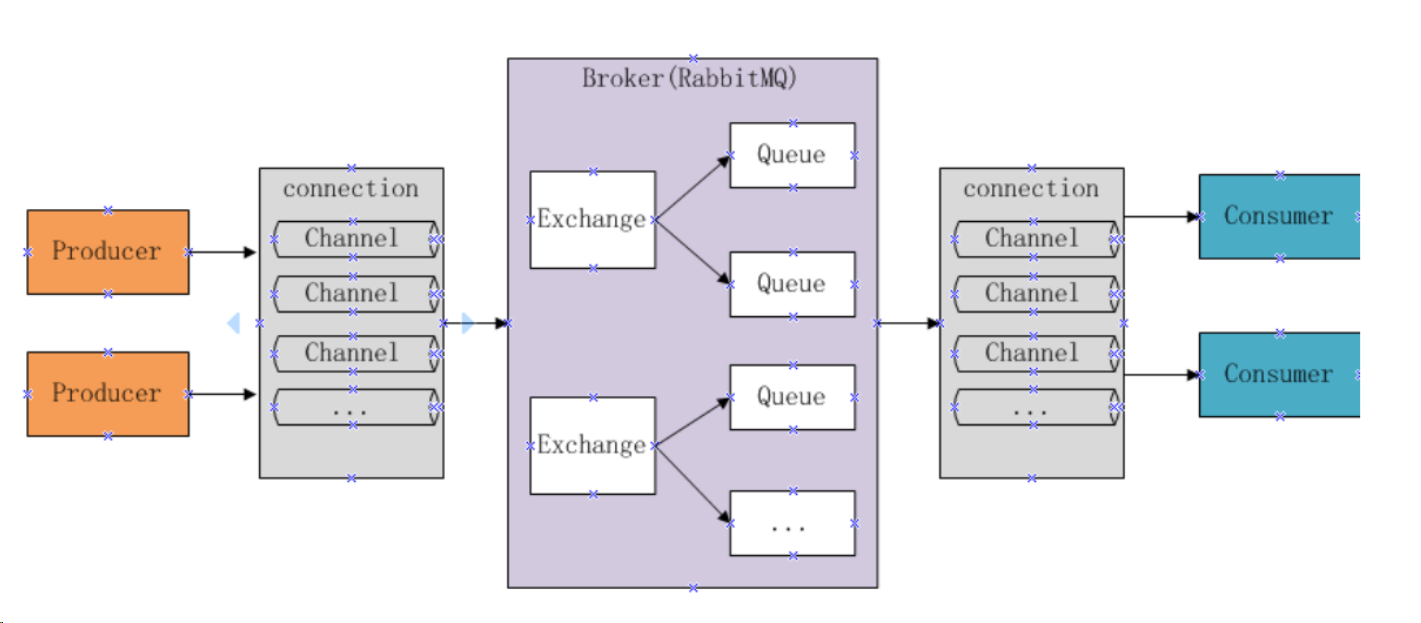 Producer
Producer
connection
Channel
Channel
Channel
...
Broker(RabbitMQ)
Exchange
Queue
Queue
Exchange
Queue
...
connection
Channel
Channel
Channel
...
Consumer
Consumer